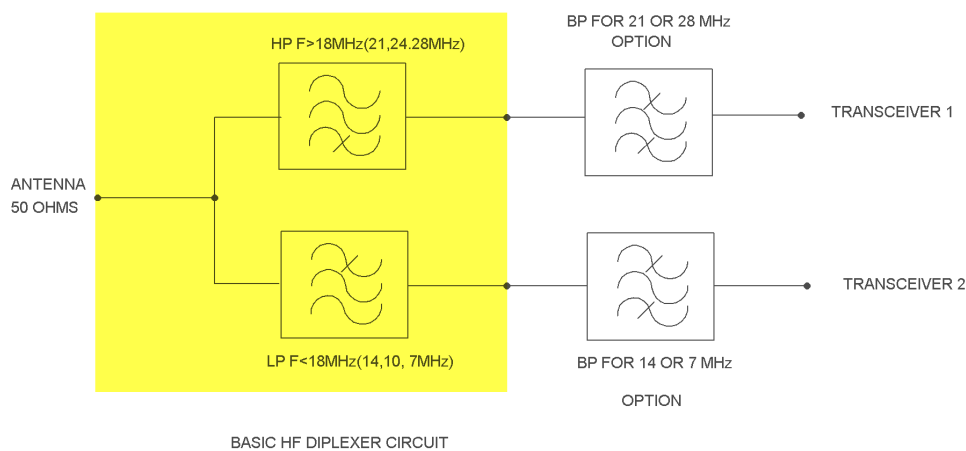 BP FOR 21 OR 28 MHz
OPTION
HP F>18MHz(21,24.28MHz)
TRANSCEIVER 1
ANTENNA
50 OHMS
TRANSCEIVER 2
LP F<18MHz(14,10, 7MHz)
BP FOR 14 OR 7 MHz
OPTION
BASIC HF DIPLEXER CIRCUIT